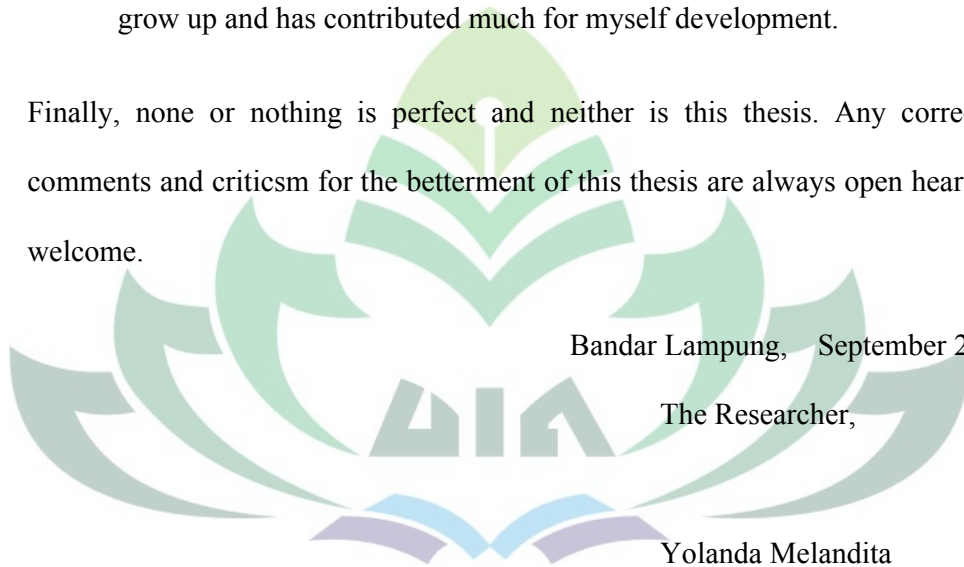 grow up and has contributed much for myself development.
Finally, none or nothing is perfect and neither is this thesis. Any corre
comments and criticsm for the betterment of this thesis are always open hear
welcome.
Bandar Lampung, September 2
The Researcher,
UIN
Yolanda Melandita